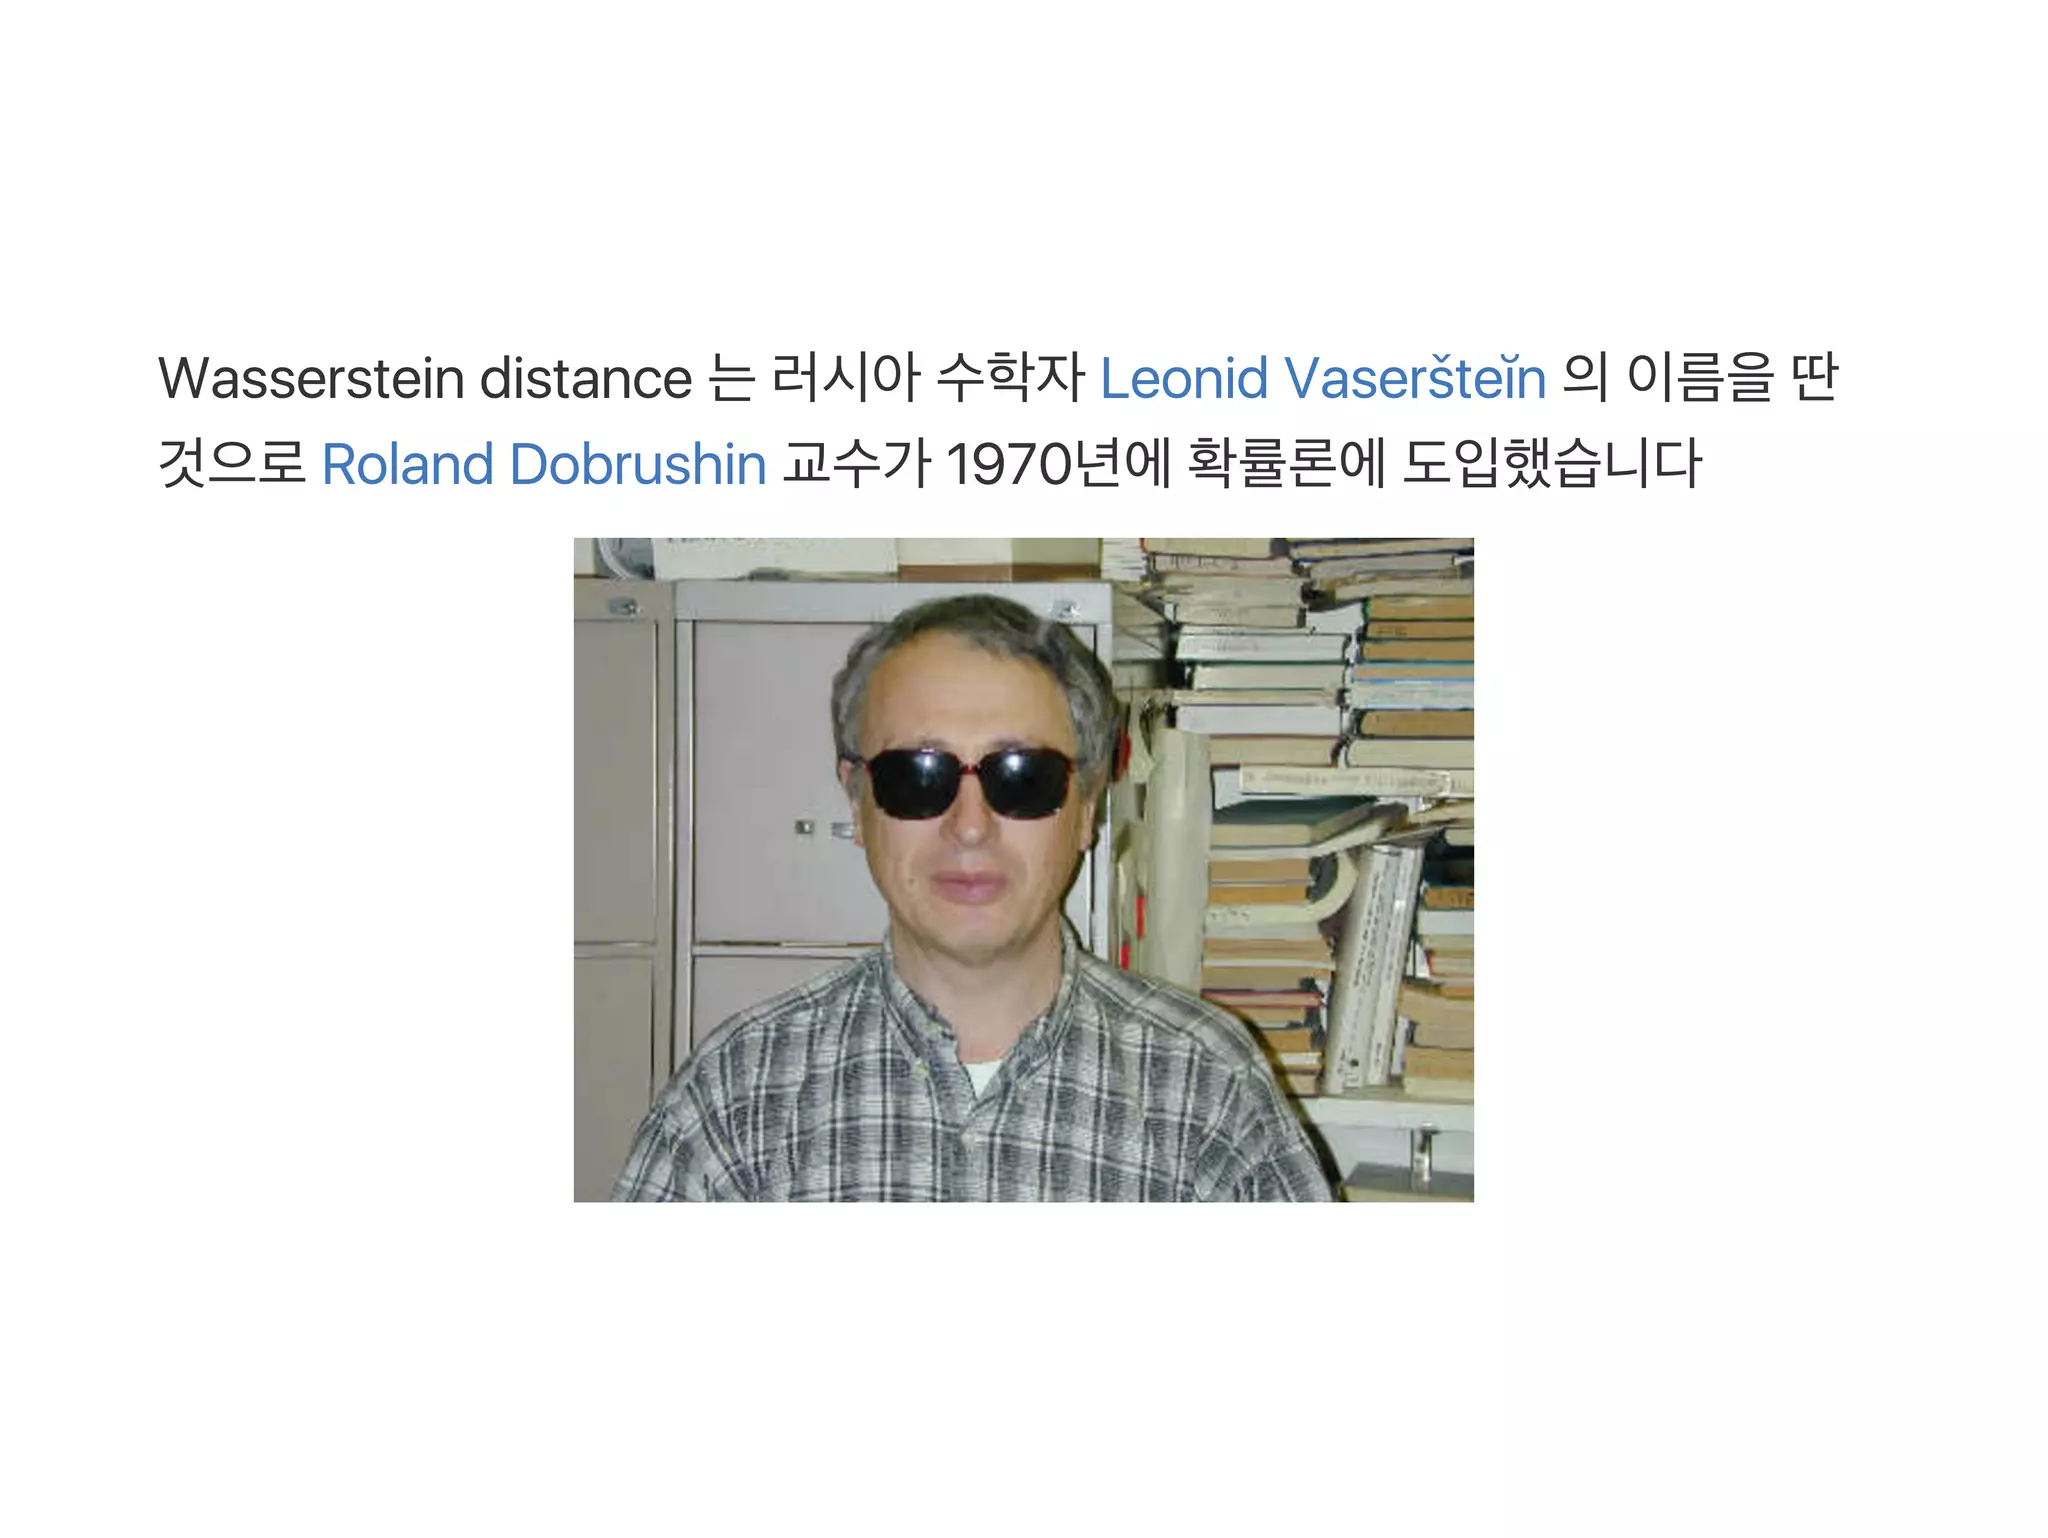 Wasserstein distance 는 러시아 수학자 Leonid Vaseršteĭn 의 이름을 딴
것으로 Roland Dobrushin 교수가 1970년에 확률론에 도입했습니다